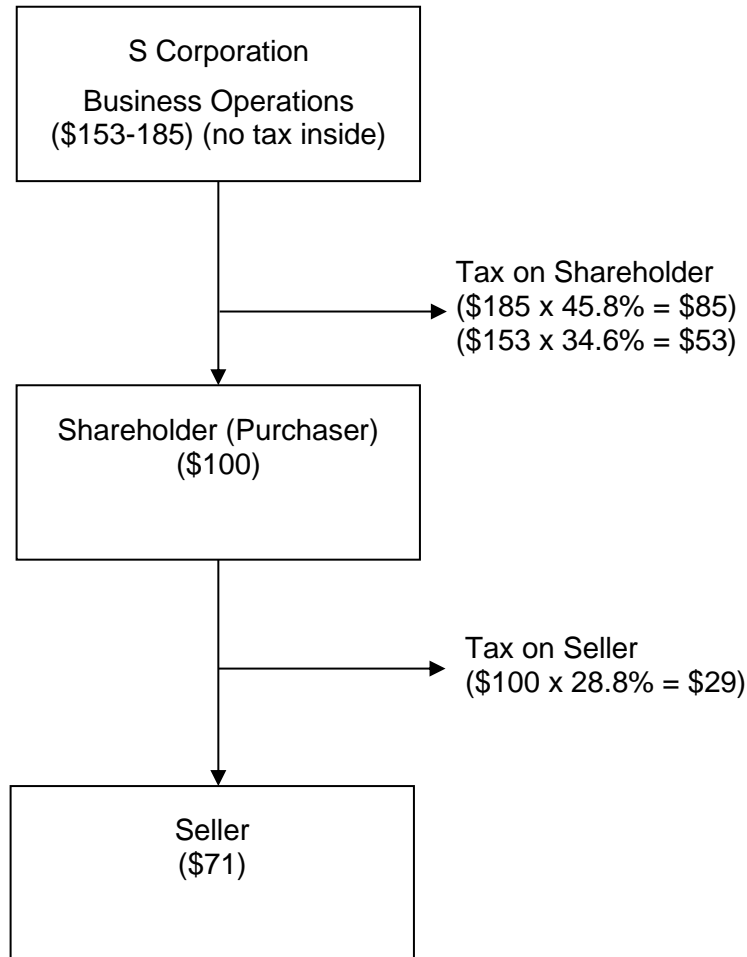 S Corporation
Business Operations
($153-185) (no tax inside)
Tax on Shareholder
($185 x 45.8% = $85)
($153 x 34.6% = $53)
Shareholder (Purchaser)
($100)
Tax on Seller
($100 x 28.8% = $29)
Seller
($71)